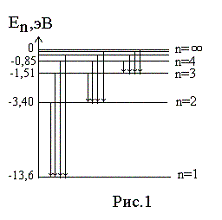 Eₙ,эВ
0 n=∞
-0,85 n=4
-1,51 n=3
-3,40 n=2
-13,6 n=1
Рис.1